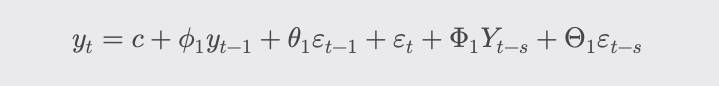 $y_t = c + \phi_1 y_{t-1} + \theta_1 \varepsilon_{t-1} + \varepsilon_t + \Phi_1 Y_{t-s} + \Theta_1 \varepsilon_{t-s}$